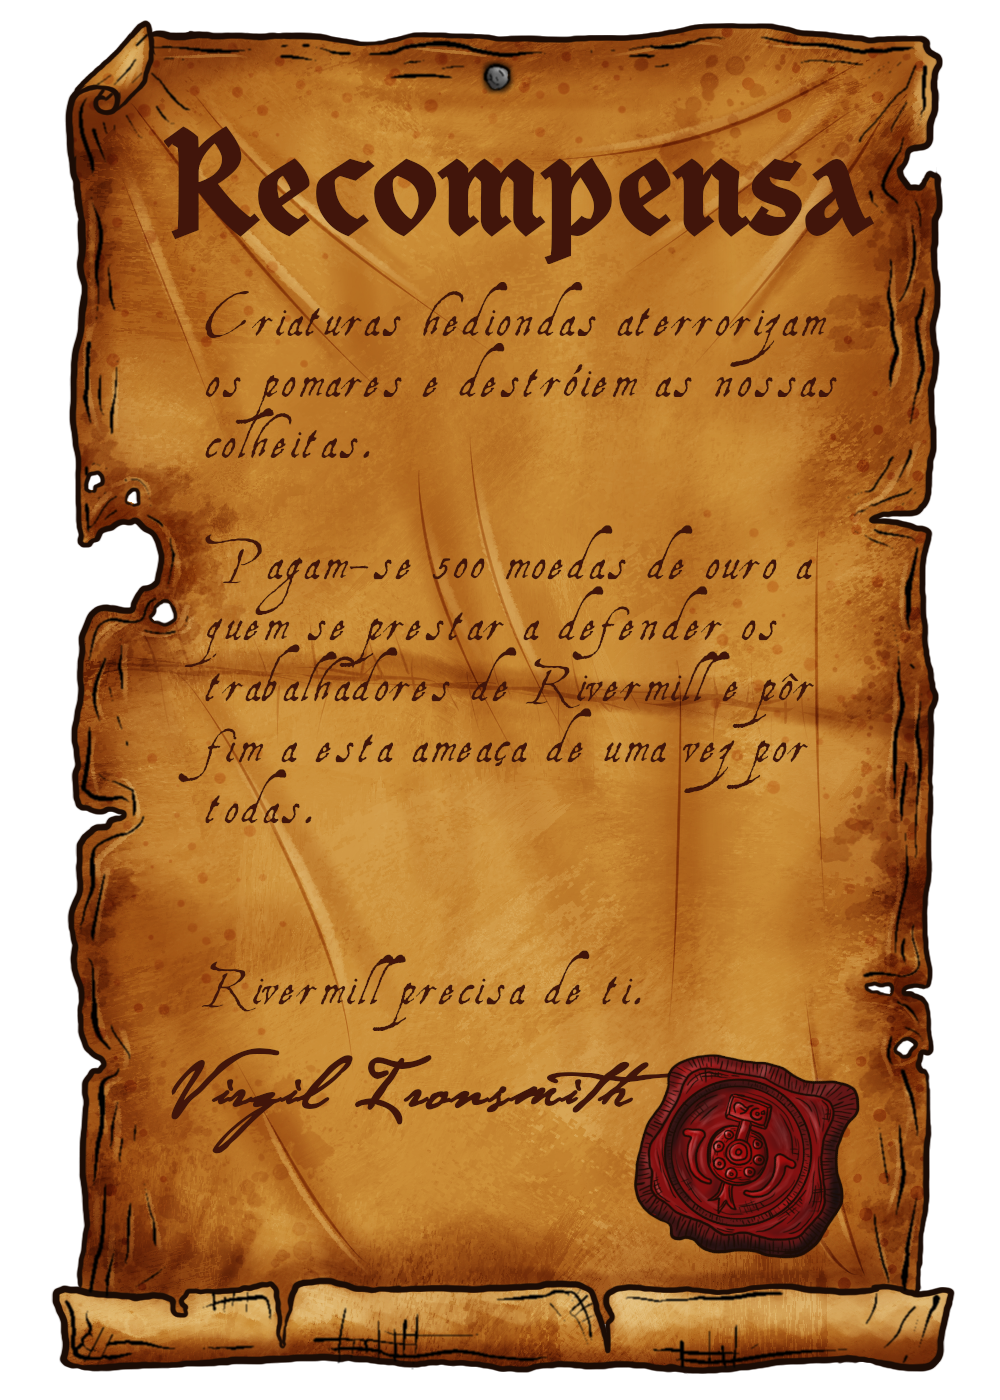 Recompensa
Criaturas hediondas aterrorizam
os pomares e destróiem as nossas
colheitas.
Pagam-se 500 moedas de ouro a
quem se prestar a defender os
trabalhadores de Rivermill e pôr
fim a esta ameaça de uma vez por
todas.
Rivermill precisa de ti.
Virgil Ironsmith